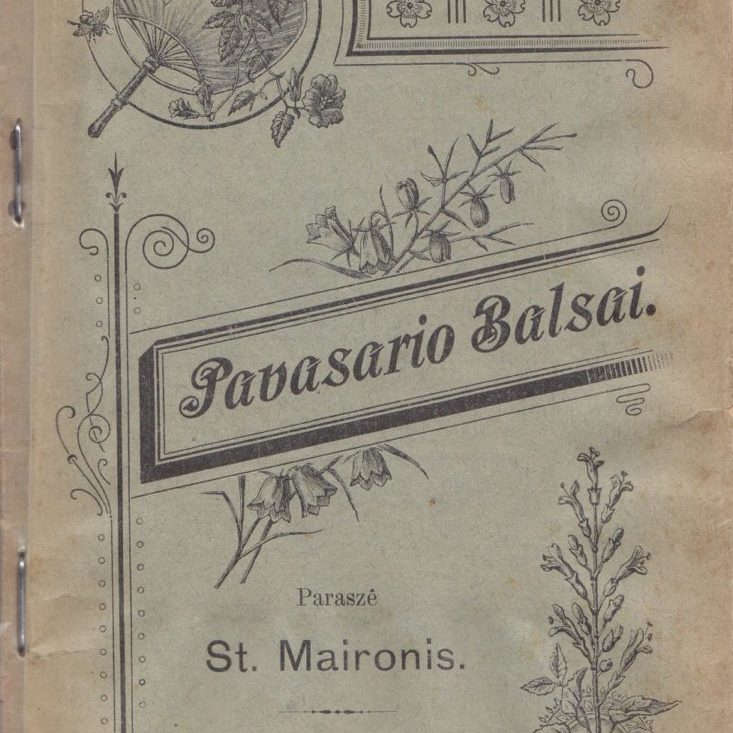 Pavasario Balsai.
Paraszė
St. Maironis.